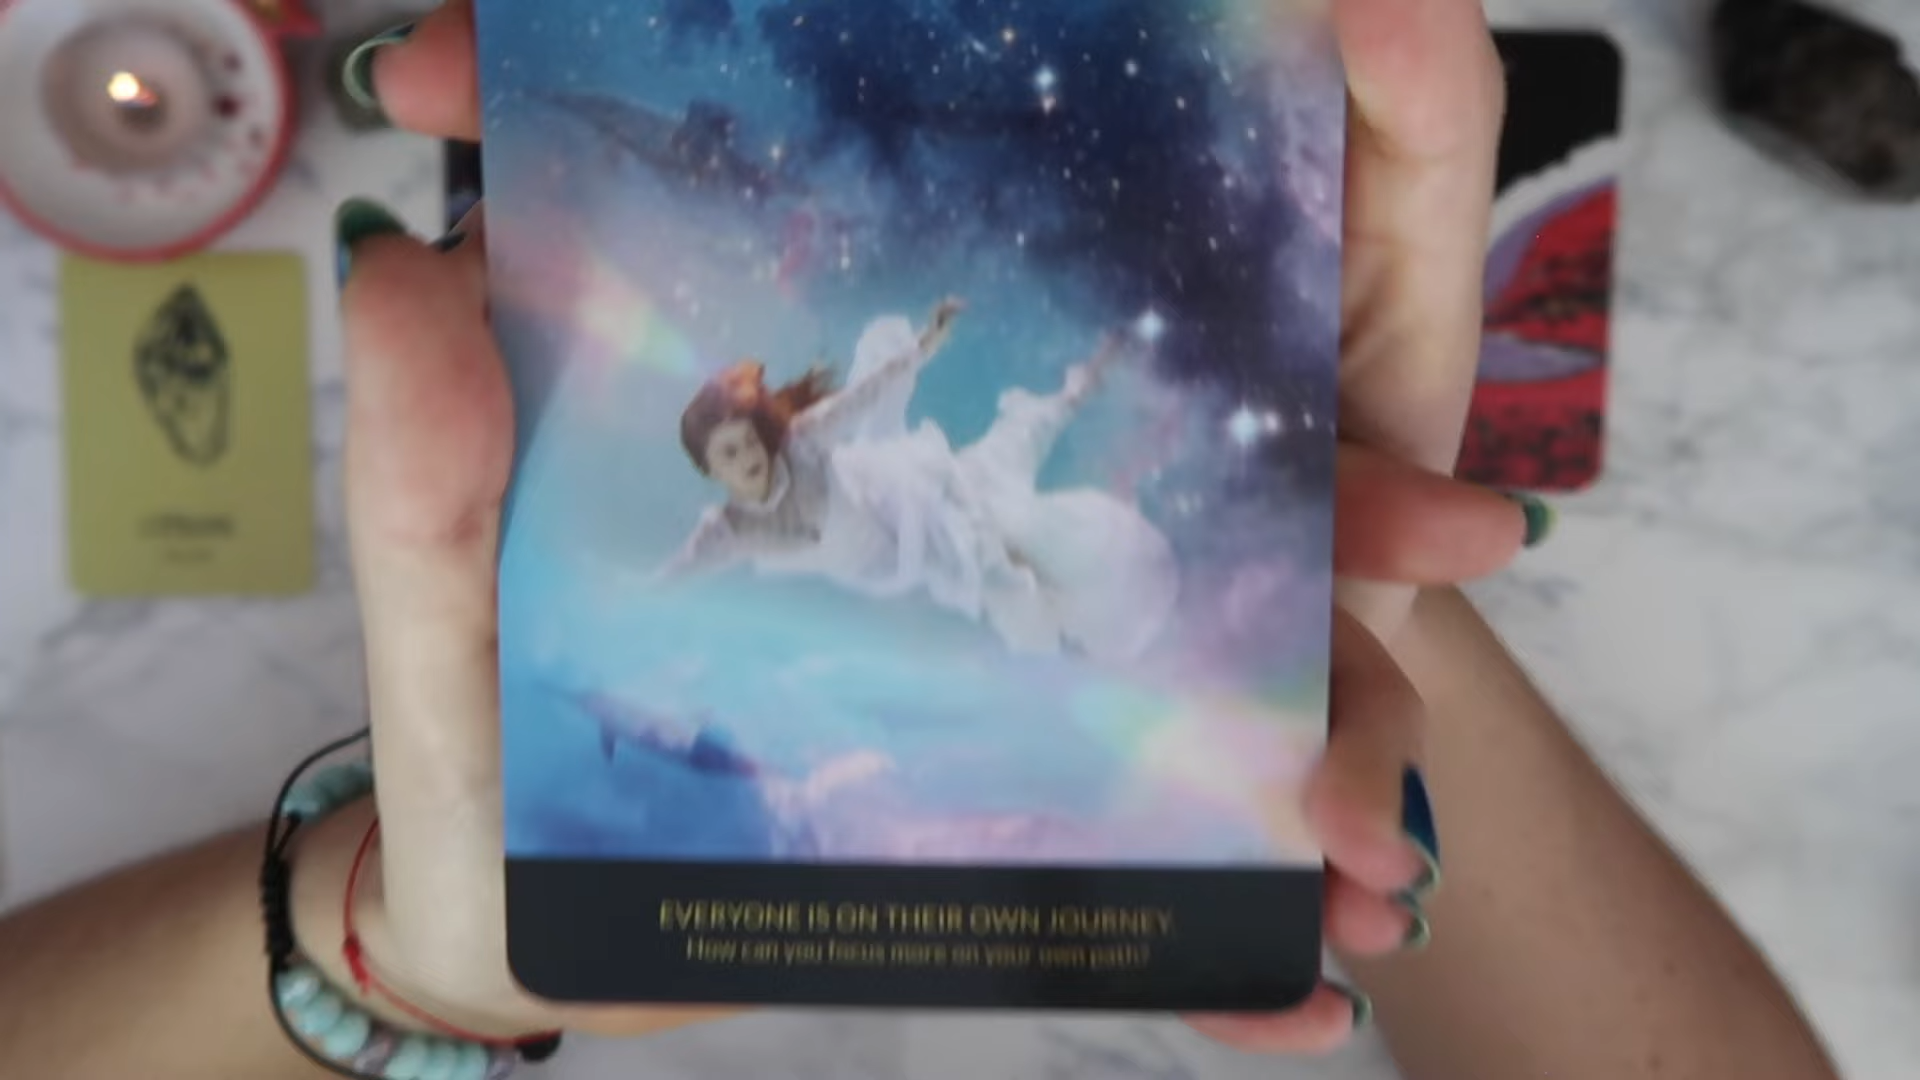 EVERYONE IS ON THEIR OWN JOURNEY.
How can you focus more on your own path?